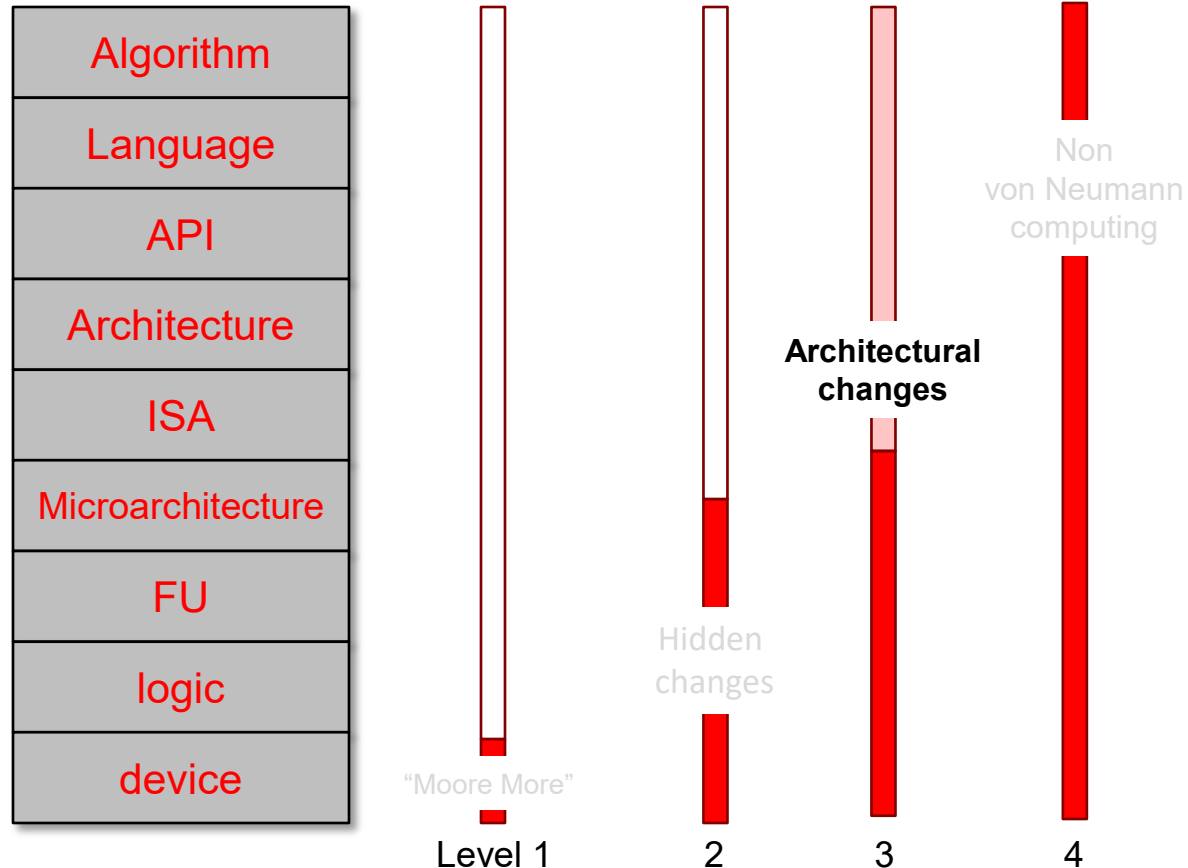 Algorithm
Language
API
Architecture
ISA
Microarchitecture
FU
logic
device
“Moore More”
Level 1
Hidden
changes
2
Architectural
changes
3
Non
von Neumann
computing
4